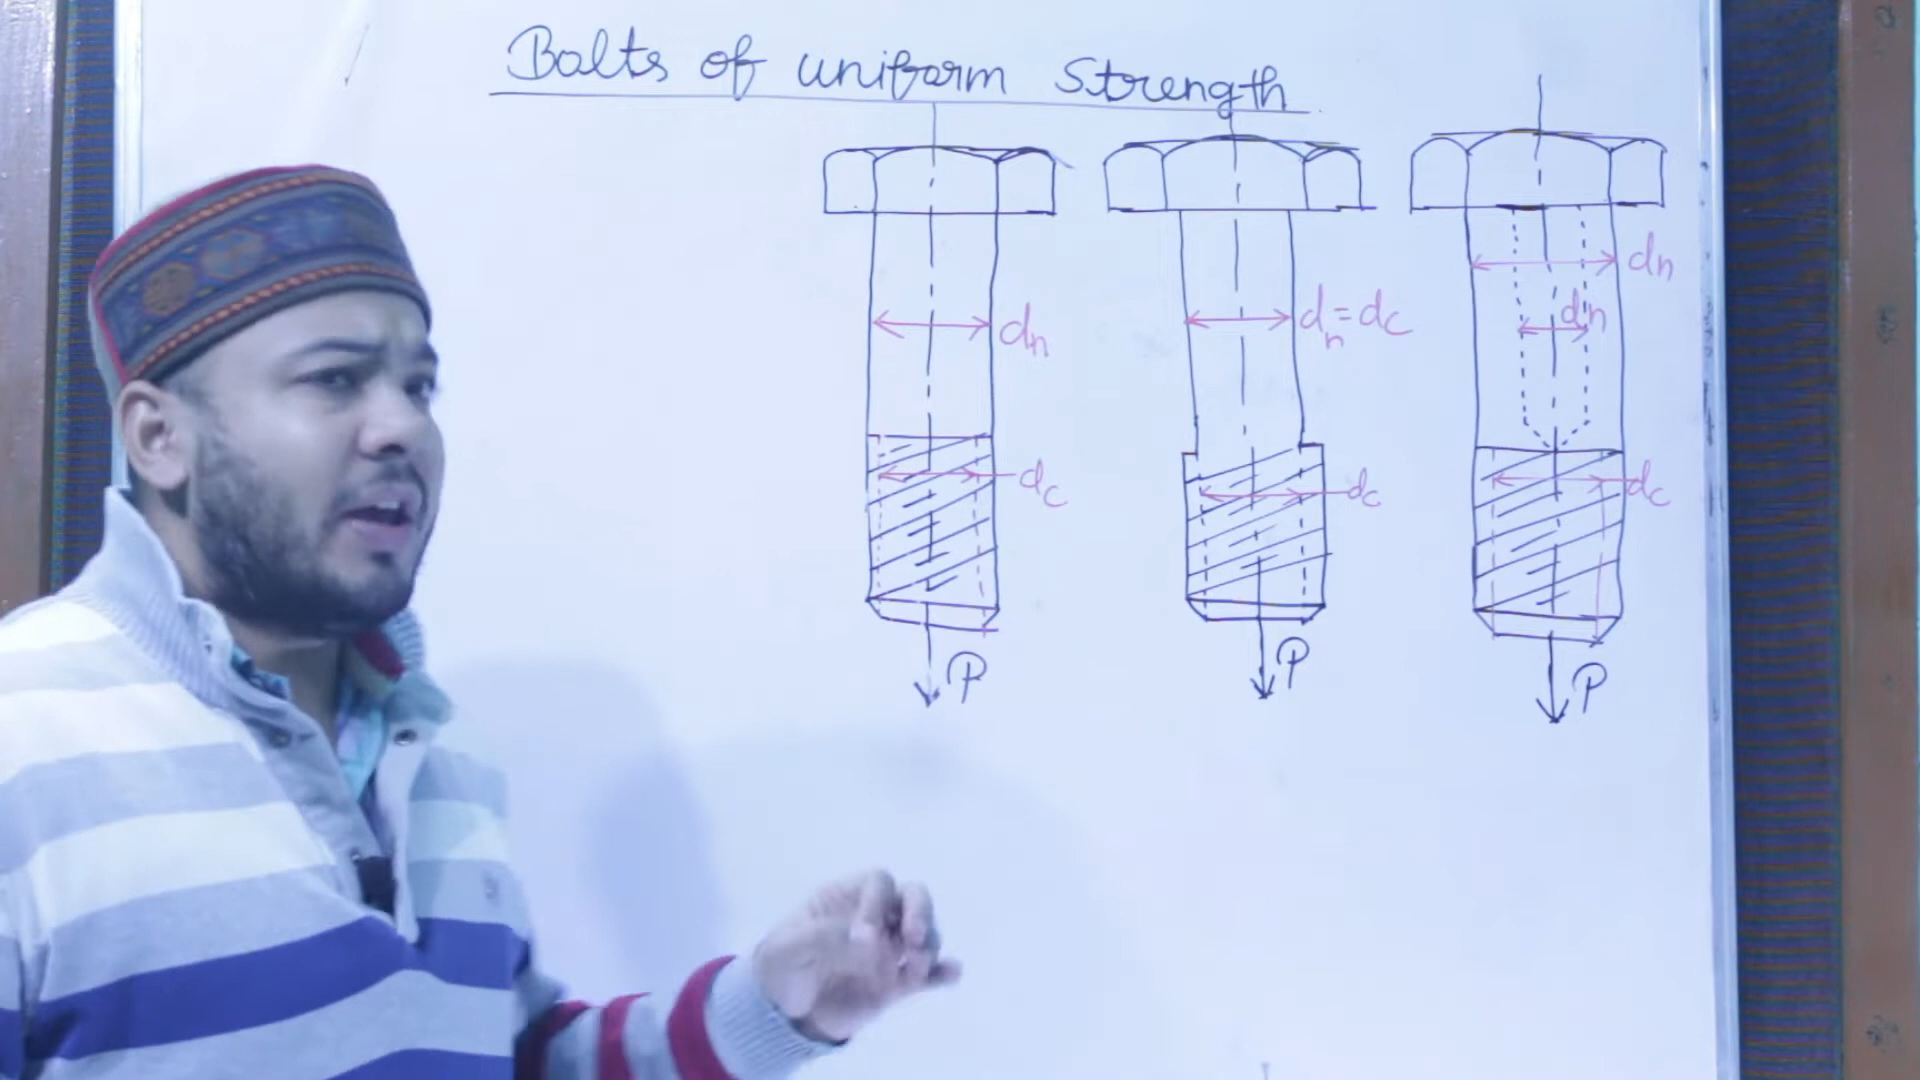 Bolts of uniform Strength
dn
dn = dc
dn
dn
dc
dc
dc
P
P
P